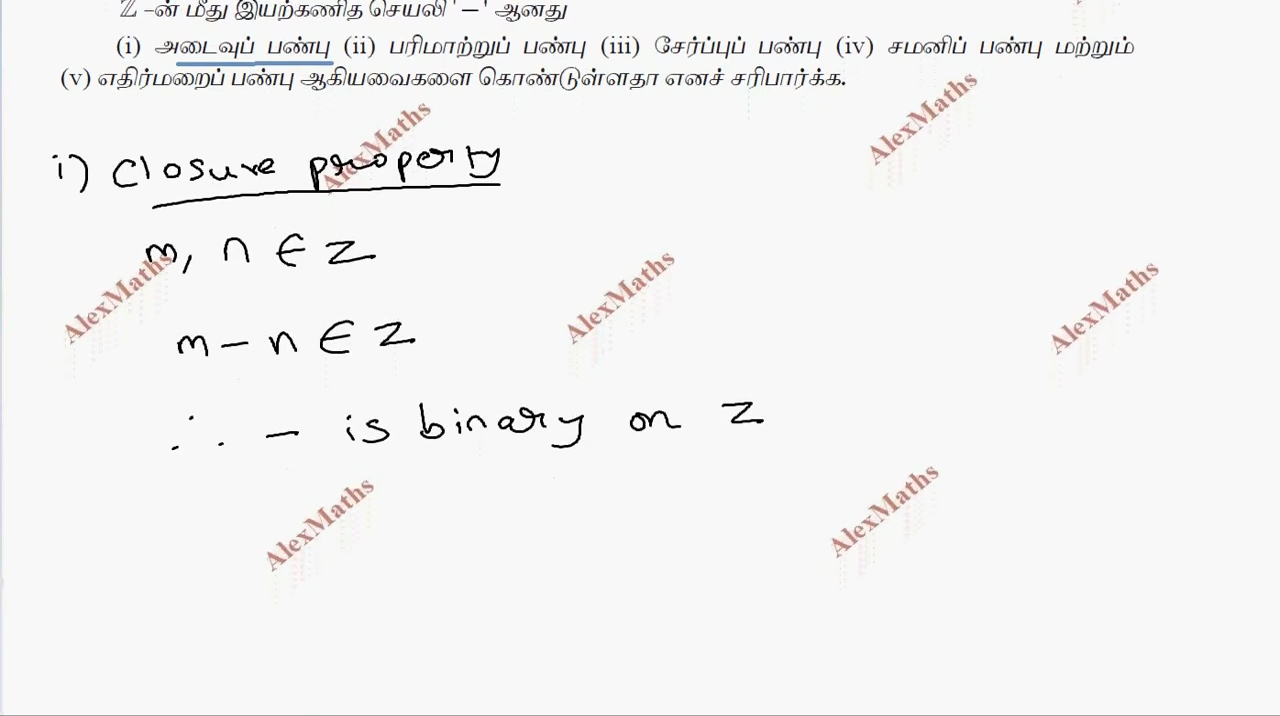 ℤ -ன் மீது இயற்கணித செயலி ' − ' ஆனது
(i) அடைவுப் பண்பு (ii) பரிமாற்றுப் பண்பு (iii) சேர்ப்புப் பண்பு (iv) சமனிப் பண்பு மற்றும்
(v) எதிர்மறைப் பண்பு ஆகியவைகளை கொண்டுள்ளதா எனச் சரிபார்க்க.
i) Closure property
m, n ∈ Z
m - n ∈ Z
∴ - is binary on Z
AlexMaths
AlexMaths
AlexMaths
AlexMaths
AlexMaths
AlexMaths
AlexMaths